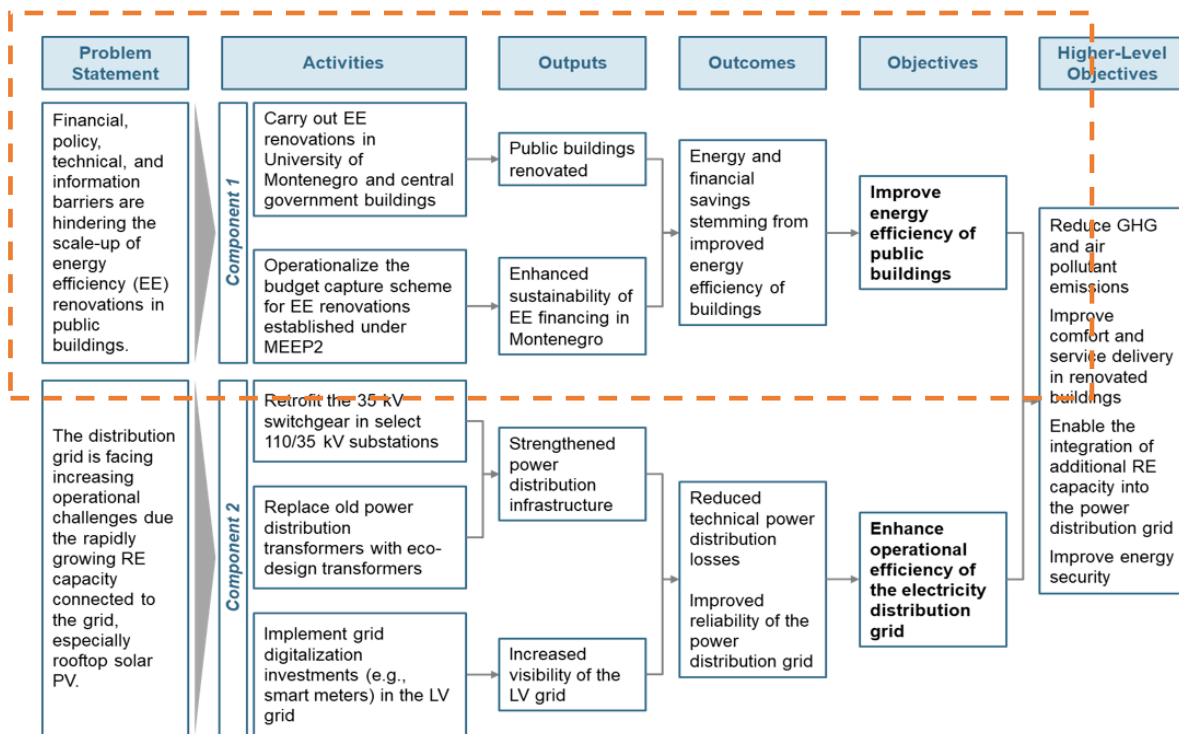 Problem
Statement
Activities
Outputs
Outcomes
Objectives
Higher-Level
Objectives
Financial,
policy,
technical, and
information
barriers are
hindering the
scale-up of
energy
efficiency (EE)
renovations in
public
buildings.
Component 1
Carry out EE
renovations in
University of
Montenegro and central
government buildings
Operationalize the
budget capture scheme
for EE renovations
established under
MEEP2
Public buildings
renovated
Enhanced
sustainability of
EE financing in
Montenegro
Energy and
financial
savings
stemming from
improved
energy
efficiency of
buildings
Improve
energy
efficiency of
public
buildings
Reduce GHG
and air
pollutant
emissions
Improve
comfort and
service delivery
in renovated
buildings
Enable the
integration of
additional RE
capacity into
the power
distribution grid
Improve energy
security
The distribution
grid is facing
increasing
operational
challenges due
the rapidly
growing RE
capacity
connected to
the grid,
especially
rooftop solar
PV.
Component 2
Retrofit the 35 kV
switchgear in select
110/35 kV substations
Replace old power
distribution
transformers with eco-
design transformers
Implement grid
digitalization
investments (e.g.,
smart meters) in the LV
grid
Strengthened
power
distribution
infrastructure
Increased
visibility of the
LV grid
Reduced
technical power
distribution
losses
Improved
reliability of the
power
distribution grid
Enhance
operational
efficiency of
the electricity
distribution
grid